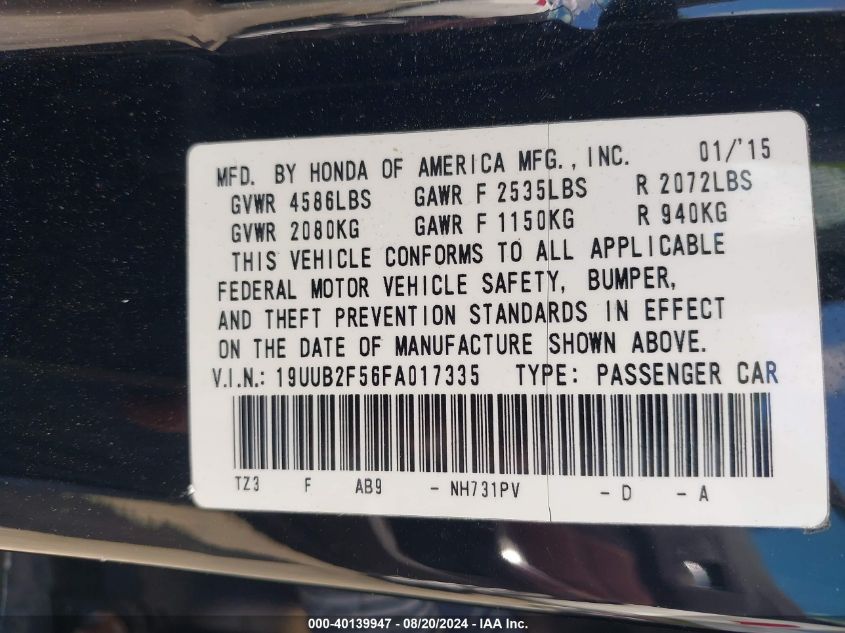 MFD. BY HONDA OF AMERICA MFG., INC. 01/'15
GVWR 4586LBS GAWR F 2535LBS R 2072LBS
GVWR 2080KG GAWR F 1150KG R 940KG
THIS VEHICLE CONFORMS TO ALL APPLICABLE
FEDERAL MOTOR VEHICLE SAFETY, BUMPER,
AND THEFT PREVENTION STANDARDS IN EFFECT
ON THE DATE OF MANUFACTURE SHOWN ABOVE.
V.I.N.: 19UUB2F56FA017335 TYPE: PASSENGER CAR
TZ3 F AB9 - NH731PV - D - A
000-40139947 - 08/20/2024 - IAA Inc.